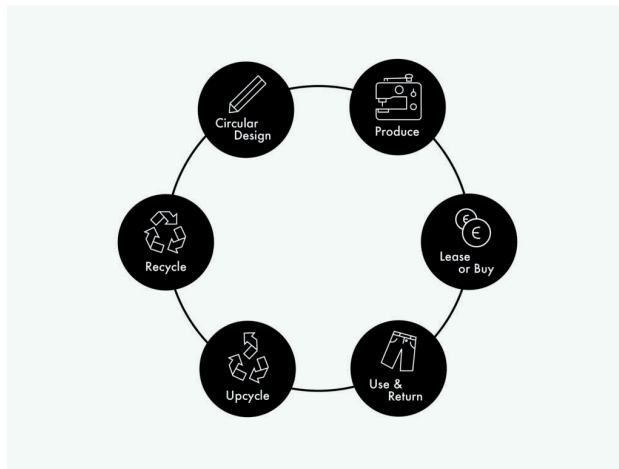 Circular
Design
Produce
Lease
or Buy
Use &
Return
Upcycle
Recycle